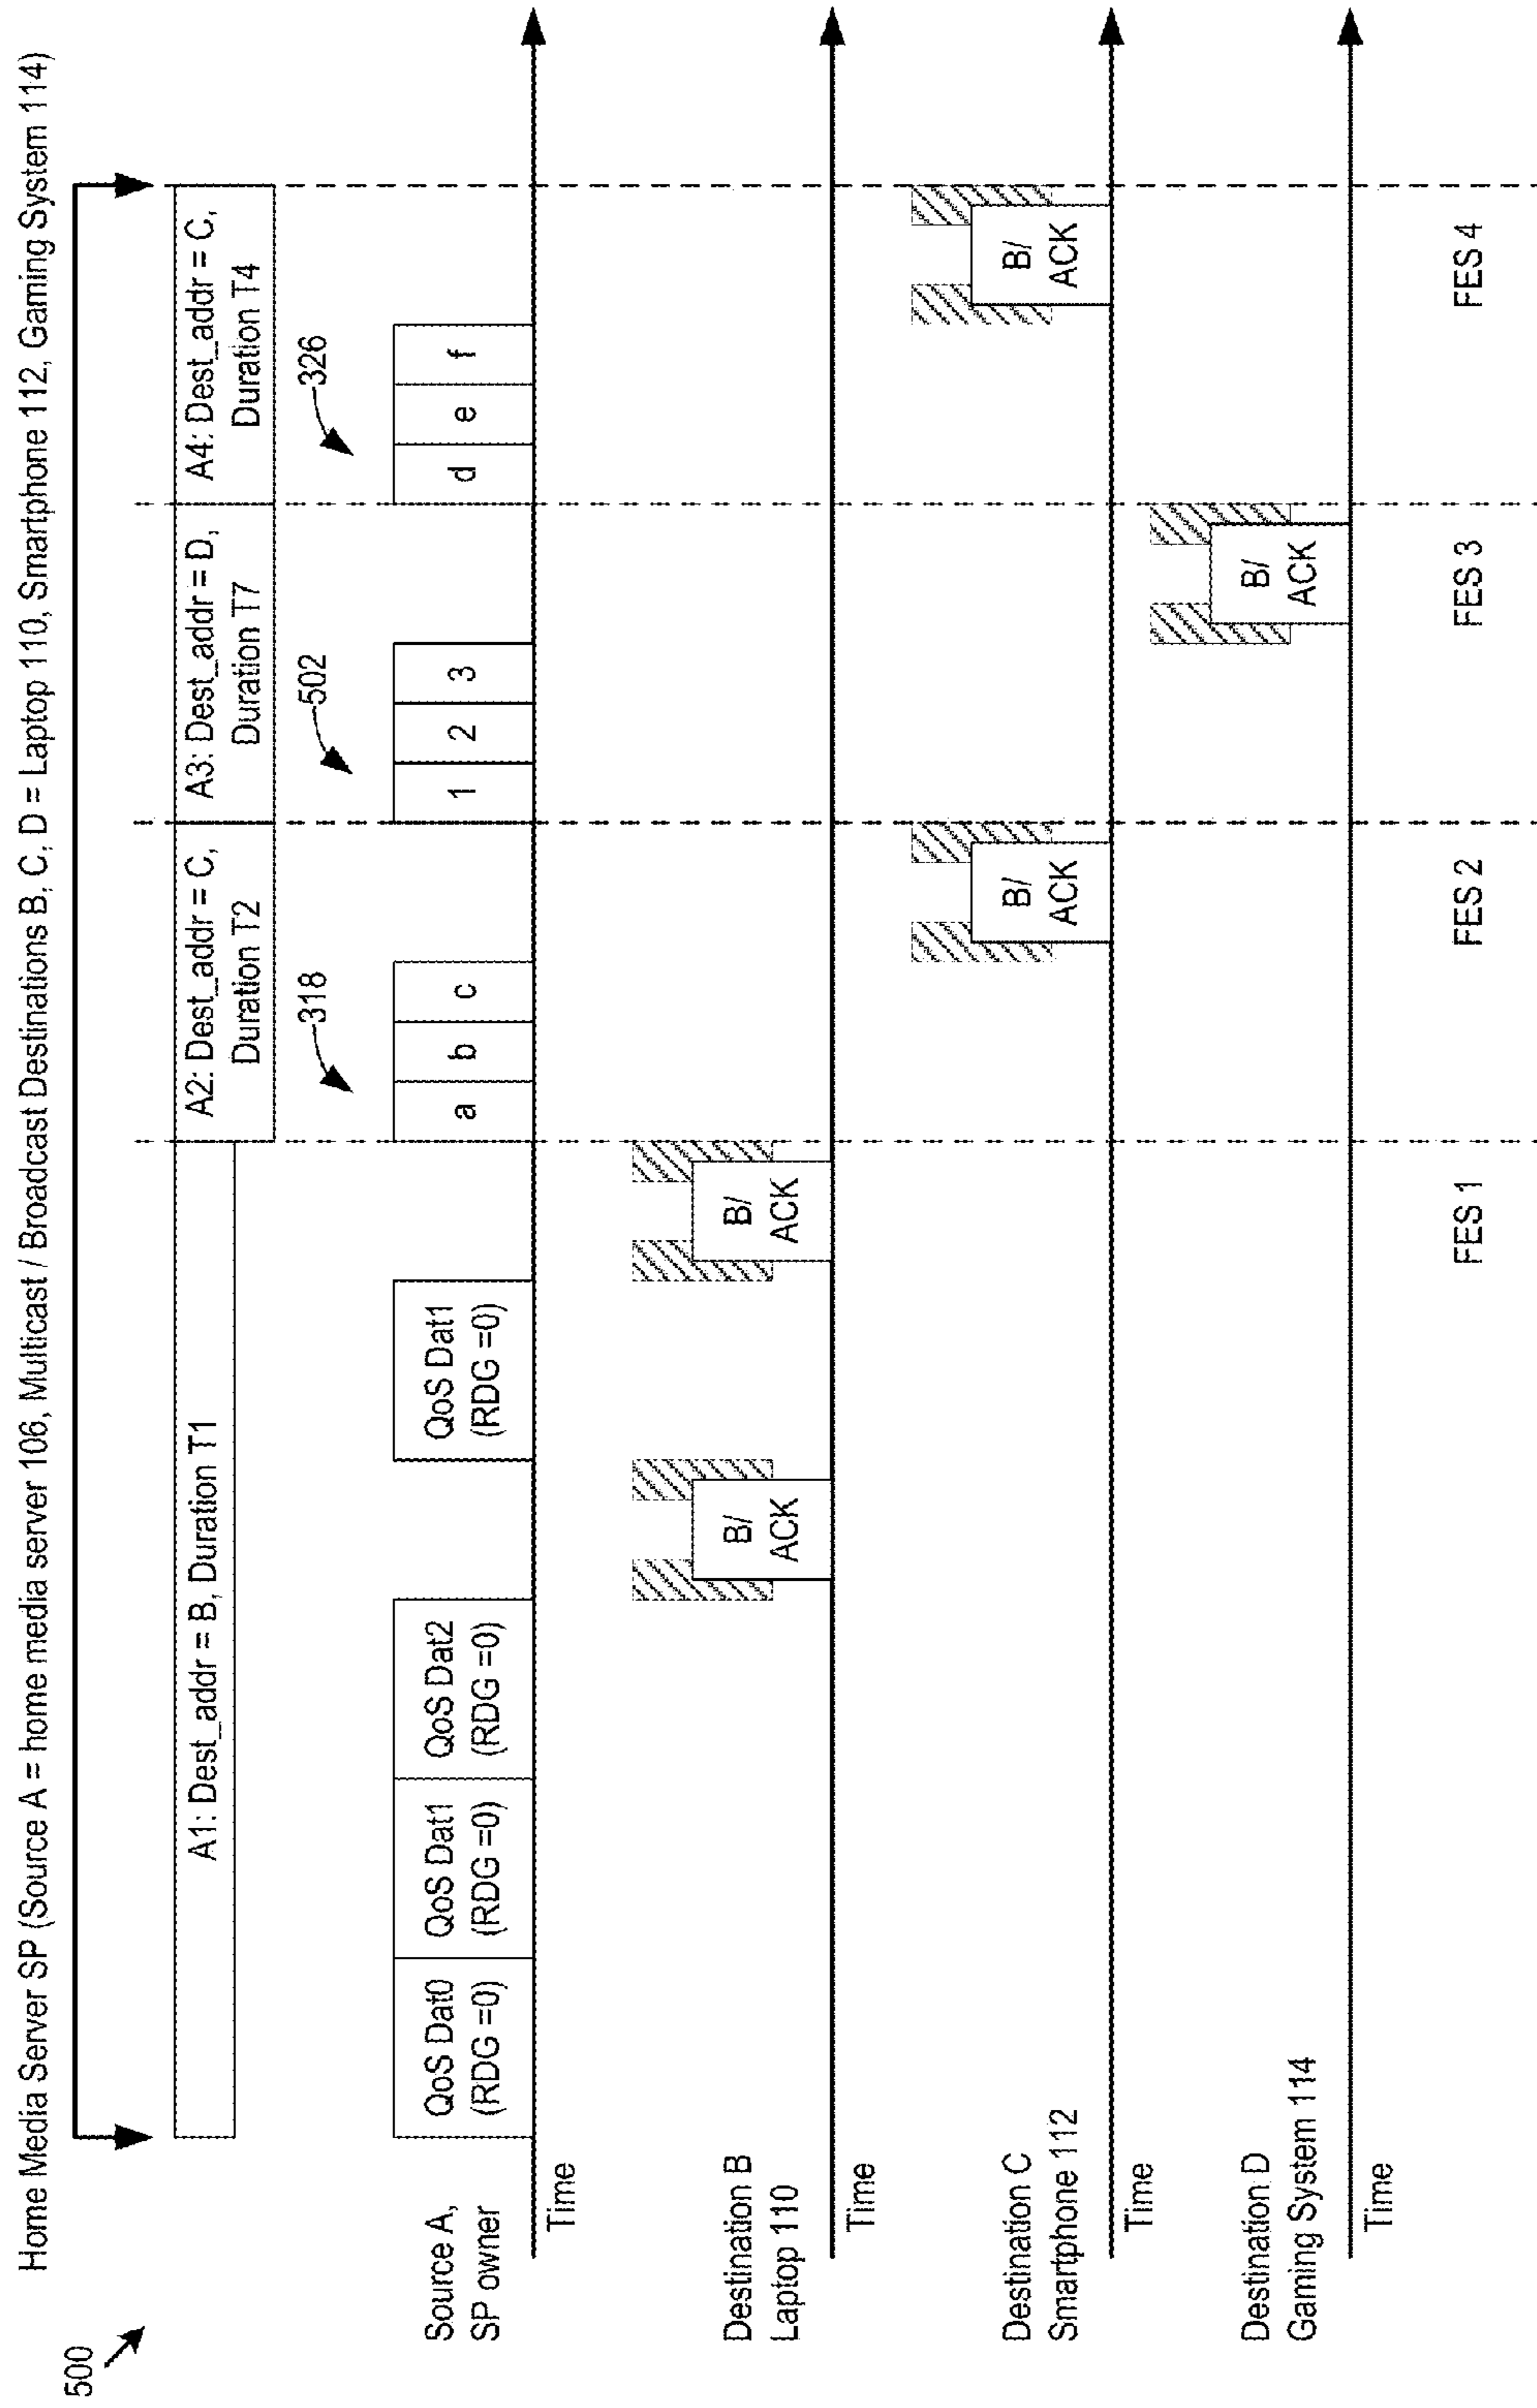 500
Home Media Server SP (Source A = home media server 106, Multicast / Broadcast Destinations B, C, D = Laptop 110, Smartphone 112, Gaming System 114)
A1: Dest_addr = B, Duration T1
A2: Dest_addr = C,
Duration T2
A3: Dest_addr = D,
Duration T7
A4: Dest_addr = C,
Duration T4
318
502
326
Source A,
SP owner
QoS Dat0
(RDG =0)
QoS Dat1
(RDG =0)
QoS Dat2
(RDG =0)
QoS Dat1
(RDG =0)
a
b
c
1
2
3
d
e
f
Time
Destination B
Laptop 110
B/
ACK
B/
ACK
Time
Destination C
Smartphone 112
B/
ACK
B/
ACK
Time
Destination D
Gaming System 114
B/
ACK
Time
FES 1
FES 2
FES 3
FES 4